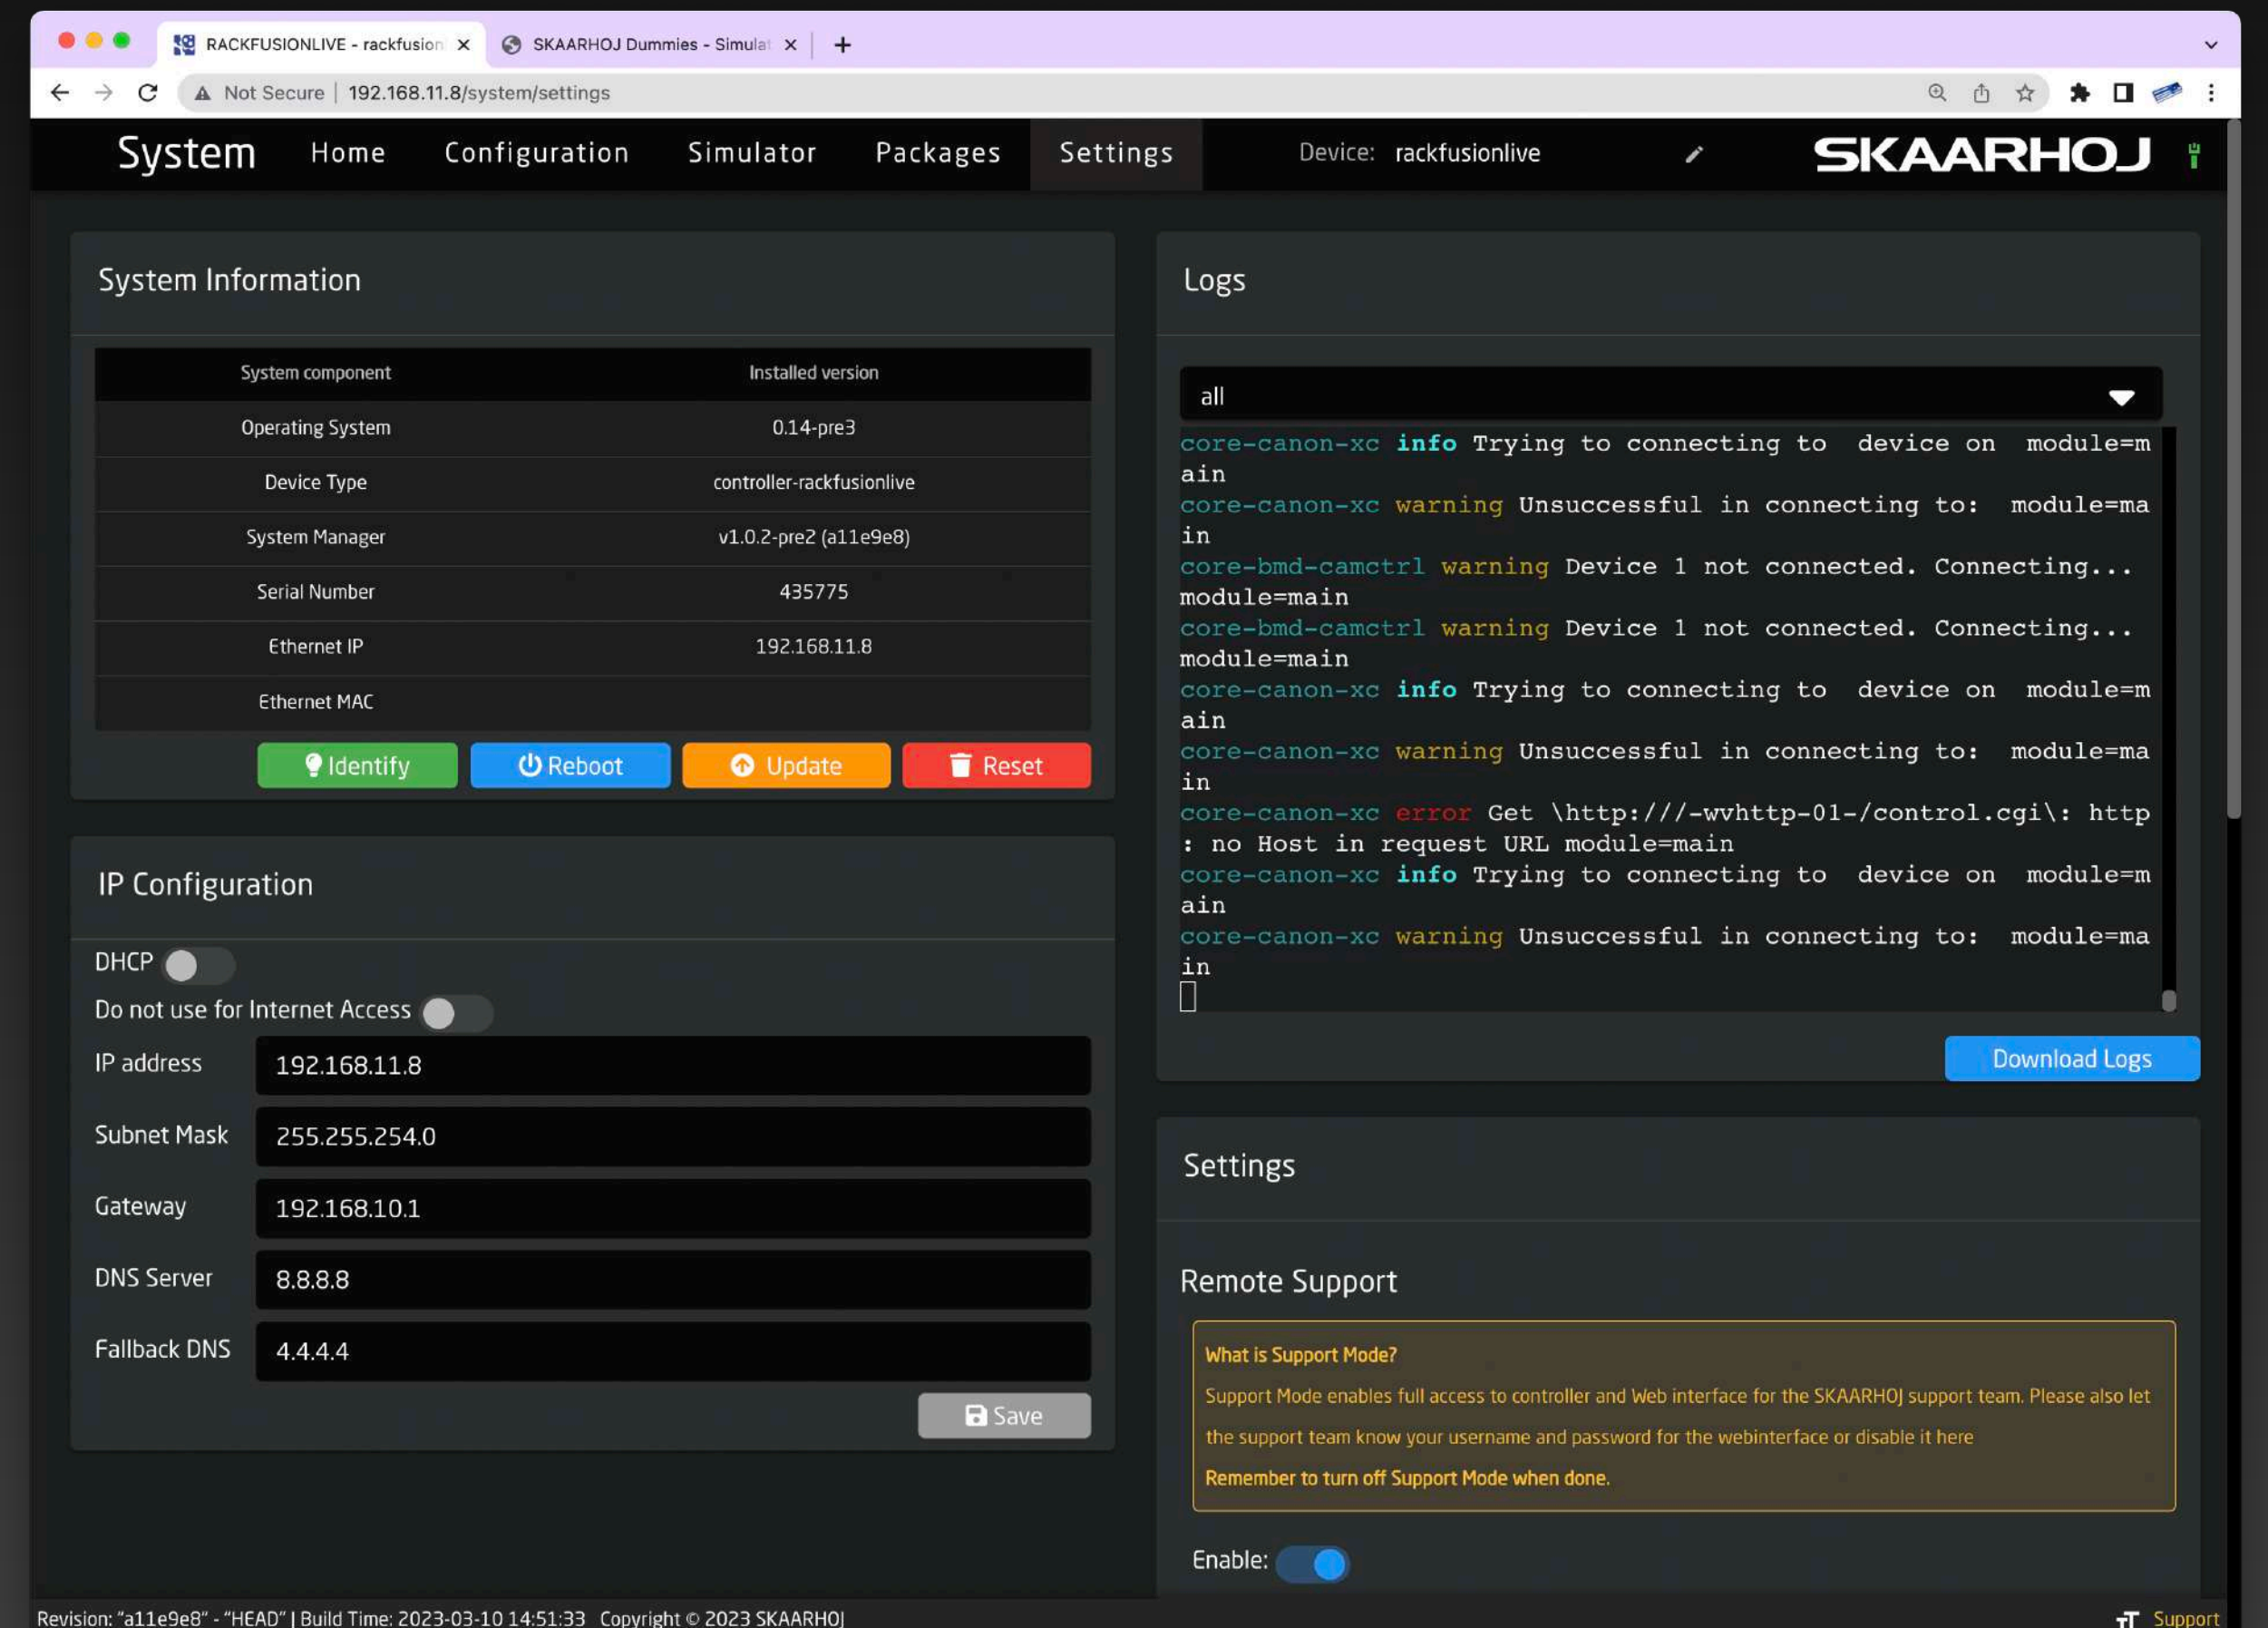 RACKFUSIONLIVE - rackfusion
SKAARHOJ Dummies - Simulat
Not Secure | 192.168.11.8/system/settings
System Home Configuration Simulator Packages Settings Device: rackfusionlive SKAARHOJ
System Information
System component Installed version
Operating System 0.14-pre3
Device Type controller-rackfusionlive
System Manager v1.0.2-pre2 (a11e9e8)
Serial Number 435775
Ethernet IP 192.168.11.8
Ethernet MAC
Identify Reboot Update Reset
IP Configuration
DHCP
Do not use for Internet Access
IP address 192.168.11.8
Subnet Mask 255.255.254.0
Gateway 192.168.10.1
DNS Server 8.8.8.8
Fallback DNS 4.4.4.4
Save
Logs
all
core-canon-xc info Trying to connecting to  device on  module=m
ain
core-canon-xc warning Unsuccessful in connecting to:  module=ma
in
core-bmd-camctrl warning Device 1 not connected. Connecting...
module=main
core-bmd-camctrl warning Device 1 not connected. Connecting...
module=main
core-canon-xc info Trying to connecting to  device on  module=m
ain
core-canon-xc warning Unsuccessful in connecting to:  module=ma
in
core-canon-xc error Get \http:///-wvhttp-01-/control.cgi\: http
: no Host in request URL module=main
core-canon-xc info Trying to connecting to  device on  module=m
ain
core-canon-xc warning Unsuccessful in connecting to:  module=ma
in
Download Logs
Settings
Remote Support
What is Support Mode?
Support Mode enables full access to controller and Web interface for the SKAARHOJ support team. Please also let
the support team know your username and password for the webinterface or disable it here
Remember to turn off Support Mode when done.
Enable:
Revision: "a11e9e8" - "HEAD" | Build Time: 2023-03-10 14:51:33 Copyright © 2023 SKAARHOJ
Support